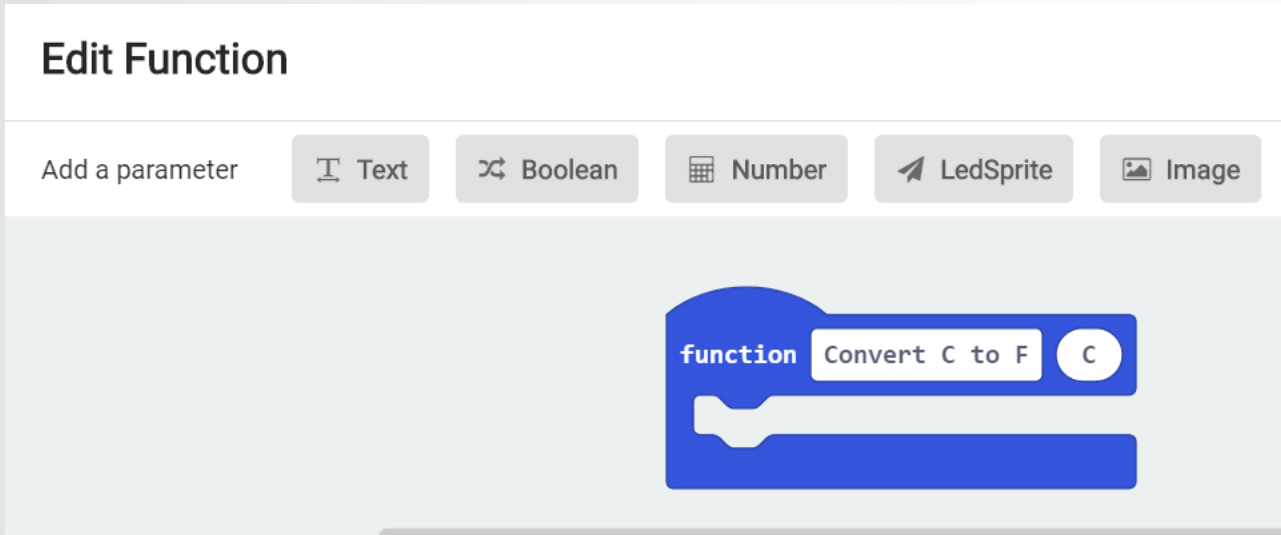 Edit Function
Add a parameter Text Boolean Number LedSprite Image
function Convert C to F C